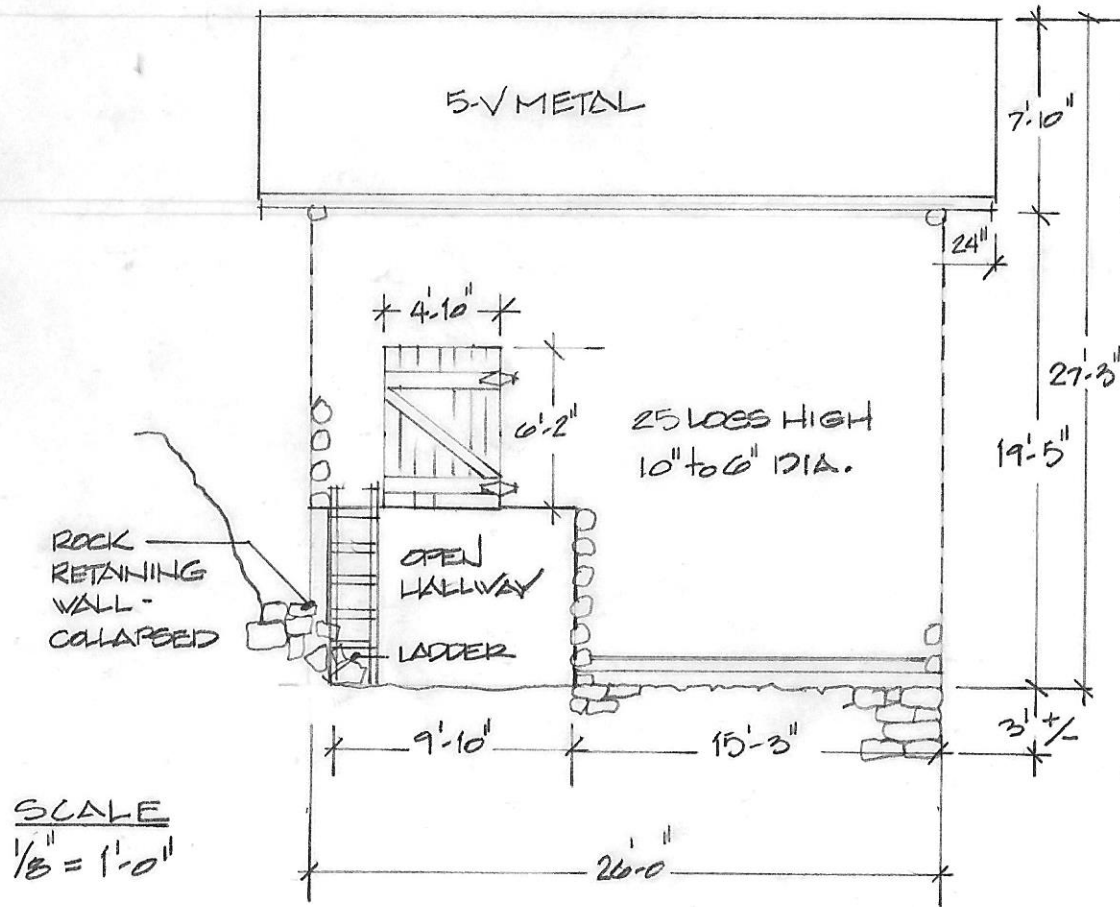 5-V METAL
7'-10"
24"
4'-10"
27'-3"
6'-2"
25 LOGS HIGH
10" to 6" DIA.
19'-5"
ROCK
RETAINING
WALL -
COLLAPSED
OPEN
HALLWAY
LADDER
9'-10"
15'-3"
3' +/-
SCALE
1/8" = 1'-0"
26'-0"